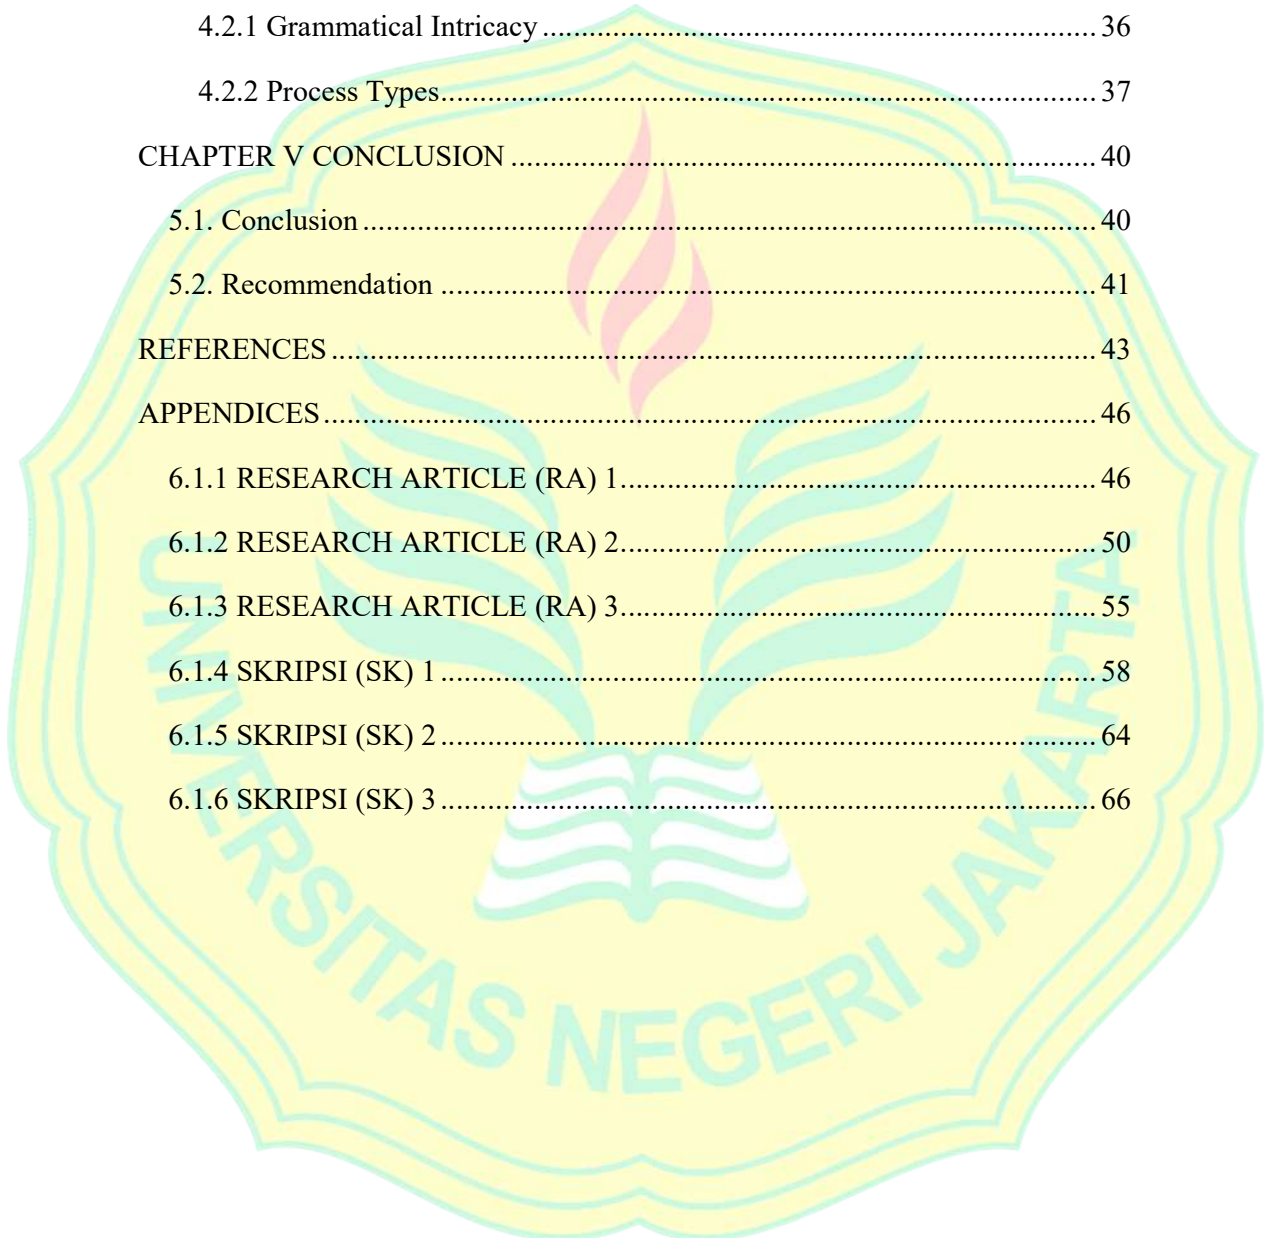 4.2.1 Grammatical Intricacy ........................................................................ 36
4.2.2 Process Types..................................................................................... 37
CHAPTER V CONCLUSION ............................................................................ 40
5.1. Conclusion ................................................................................................ 40
5.2. Recommendation ...................................................................................... 41
REFERENCES .................................................................................................... 43
APPENDICES ..................................................................................................... 46
6.1.1 RESEARCH ARTICLE (RA) 1.............................................................. 46
6.1.2 RESEARCH ARTICLE (RA) 2.............................................................. 50
6.1.3 RESEARCH ARTICLE (RA) 3.............................................................. 55
6.1.4 SKRIPSI (SK) 1 ...................................................................................... 58
6.1.5 SKRIPSI (SK) 2 ...................................................................................... 64
6.1.6 SKRIPSI (SK) 3 ...................................................................................... 66
UNIVERSITAS NEGERI JAKARTA